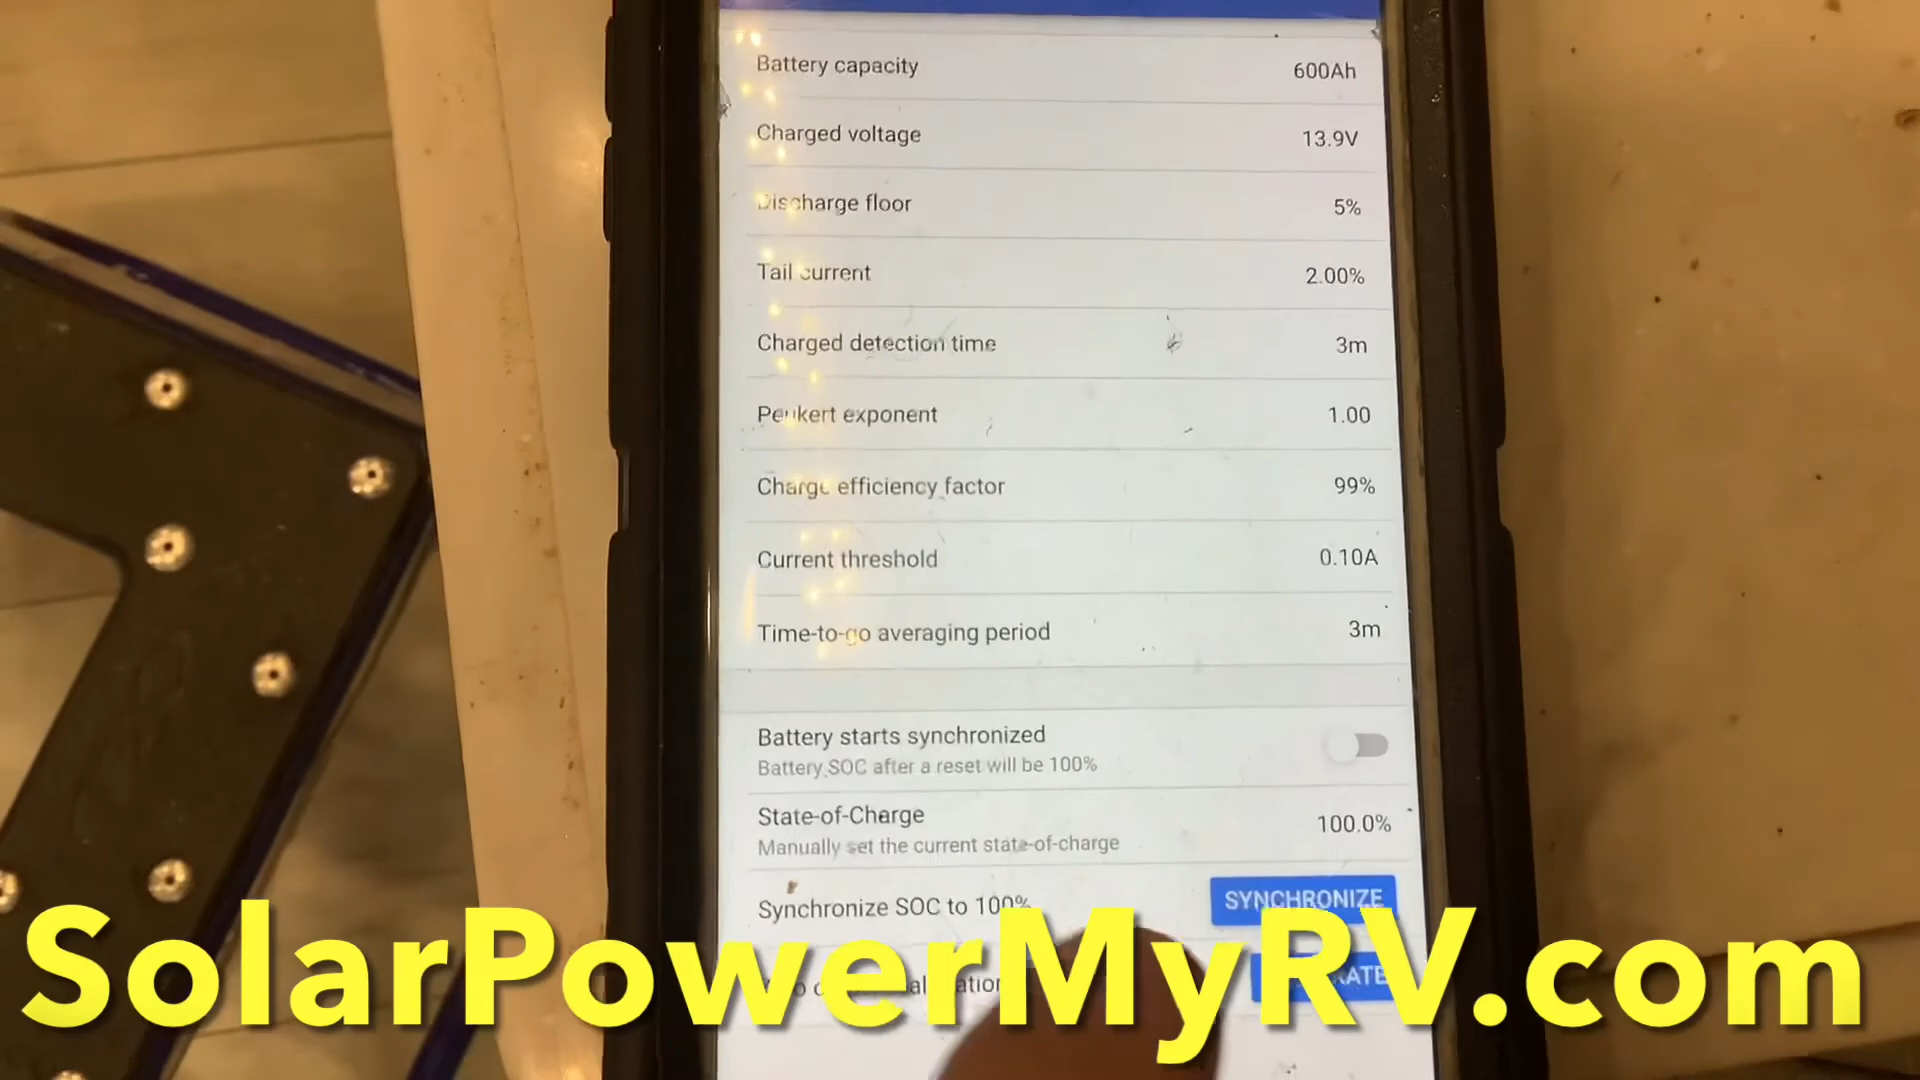 Battery capacity 600Ah
Charged voltage 13.9V
Discharge floor 5%
Tail current 2.00%
Charged detection time 3m
Peukert exponent 1.00
Charge efficiency factor 99%
Current threshold 0.10A
Time-to-go averaging period 3m
Battery starts synchronized
Battery SOC after a reset will be 100%
State-of-Charge 100.0%
Manually set the current state-of-charge
Synchronize SOC to 100% SYNCHRONIZE
SolarPowerMyRV.com